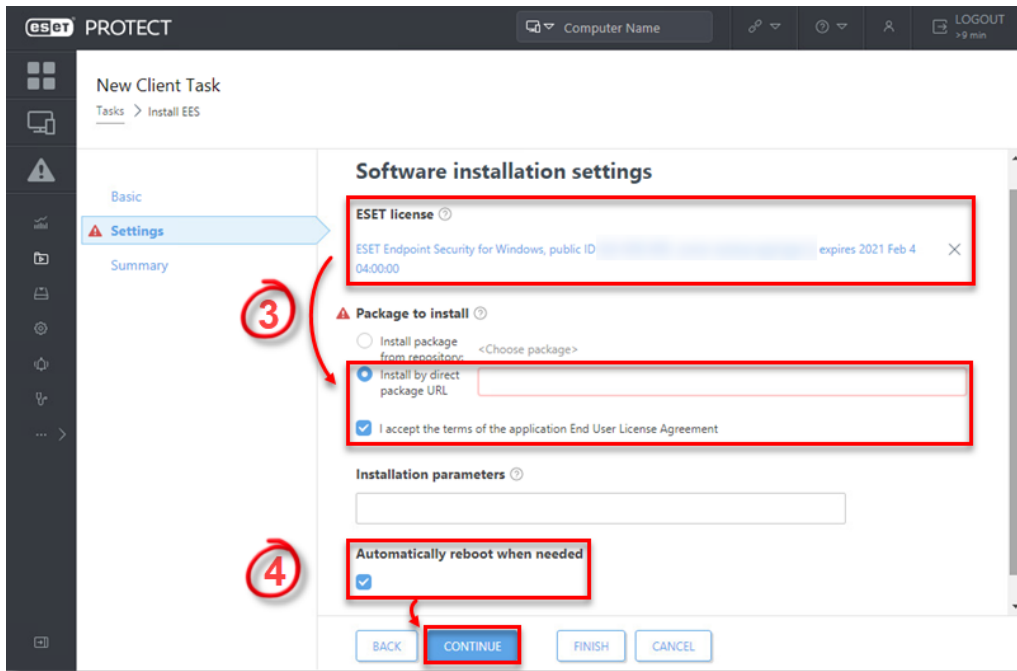 eset PROTECT
Computer Name
LOGOUT
>9 min
New Client Task
Tasks > Install EES
Basic
Settings
Summary
Software installation settings
ESET license
ESET Endpoint Security for Windows, public ID expires 2021 Feb 4
04:00:00
3
Package to install
Install package
from repository:
<Choose package>
Install by direct
package URL
I accept the terms of the application End User License Agreement
Installation parameters
4
Automatically reboot when needed
BACK
CONTINUE
FINISH
CANCEL